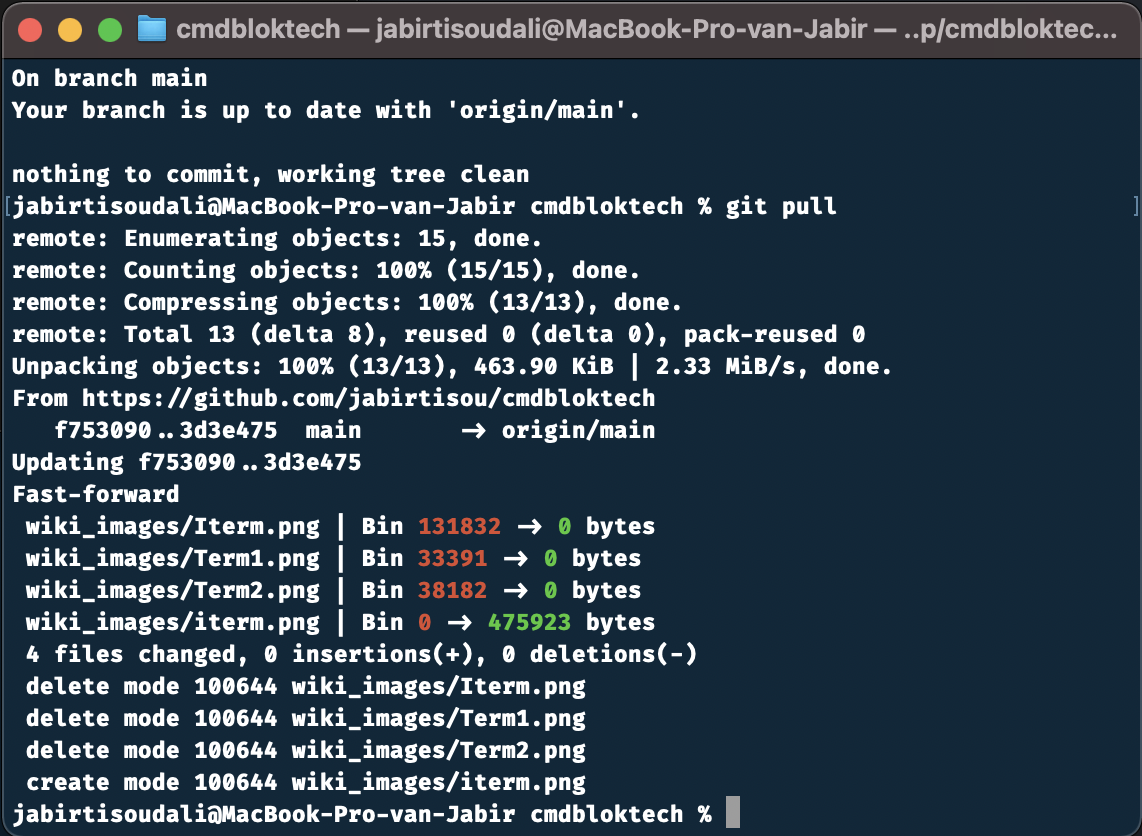 cmdbloktech — jabirtisoudali@MacBook-Pro-van-Jabir — ..p/cmdbloktec...
On branch main
Your branch is up to date with 'origin/main'.

nothing to commit, working tree clean
[jabirtisoudali@MacBook-Pro-van-Jabir cmdbloktech % git pull ]
remote: Enumerating objects: 15, done.
remote: Counting objects: 100% (15/15), done.
remote: Compressing objects: 100% (13/13), done.
remote: Total 13 (delta 8), reused 0 (delta 0), pack-reused 0
Unpacking objects: 100% (13/13), 463.90 KiB | 2.33 MiB/s, done.
From https://github.com/jabirtisou/cmdbloktech
   f753090..3d3e475  main       -> origin/main
Updating f753090..3d3e475
Fast-forward
 wiki_images/Iterm.png | Bin 131832 -> 0 bytes
 wiki_images/Term1.png | Bin 33391 -> 0 bytes
 wiki_images/Term2.png | Bin 38182 -> 0 bytes
 wiki_images/iterm.png | Bin 0 -> 475923 bytes
 4 files changed, 0 insertions(+), 0 deletions(-)
 delete mode 100644 wiki_images/Iterm.png
 delete mode 100644 wiki_images/Term1.png
 delete mode 100644 wiki_images/Term2.png
 create mode 100644 wiki_images/iterm.png
jabirtisoudali@MacBook-Pro-van-Jabir cmdbloktech %